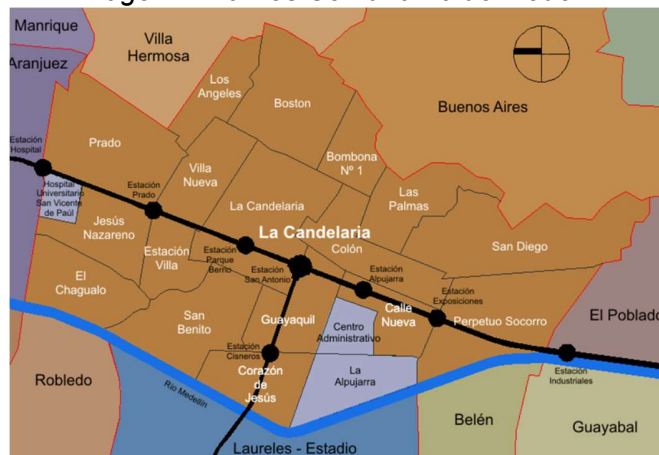 Manrique
Villa
Hermosa
Aranjuez
Los
Angeles
Boston
Buenos Aires
Estación
Hospital
Prado
Bombona
Nº 1
Villa
Nueva
Hospital
Universitario
San Vicente
de Paúl
Estación
Prado
Las
Palmas
La Candelaria
Jesús
Nazareno
La Candelaria
Colón
San Diego
Estación
Villa
Estación
Parque
Berrio
Estación
San Antonio
Estación
Alpujarra
El
Chagualo
Estación
Exposiciones
San
Benito
Guayaquil
Calle
Nueva
Perpetuo Socorro
El Poblado
Centro
Administrativo
Estación
Cisneros
Corazón
de
Jesús
La
Alpujarra
Estación
Industriales
Robledo
Río Medellín
Belén
Guayabal
Laureles - Estadio